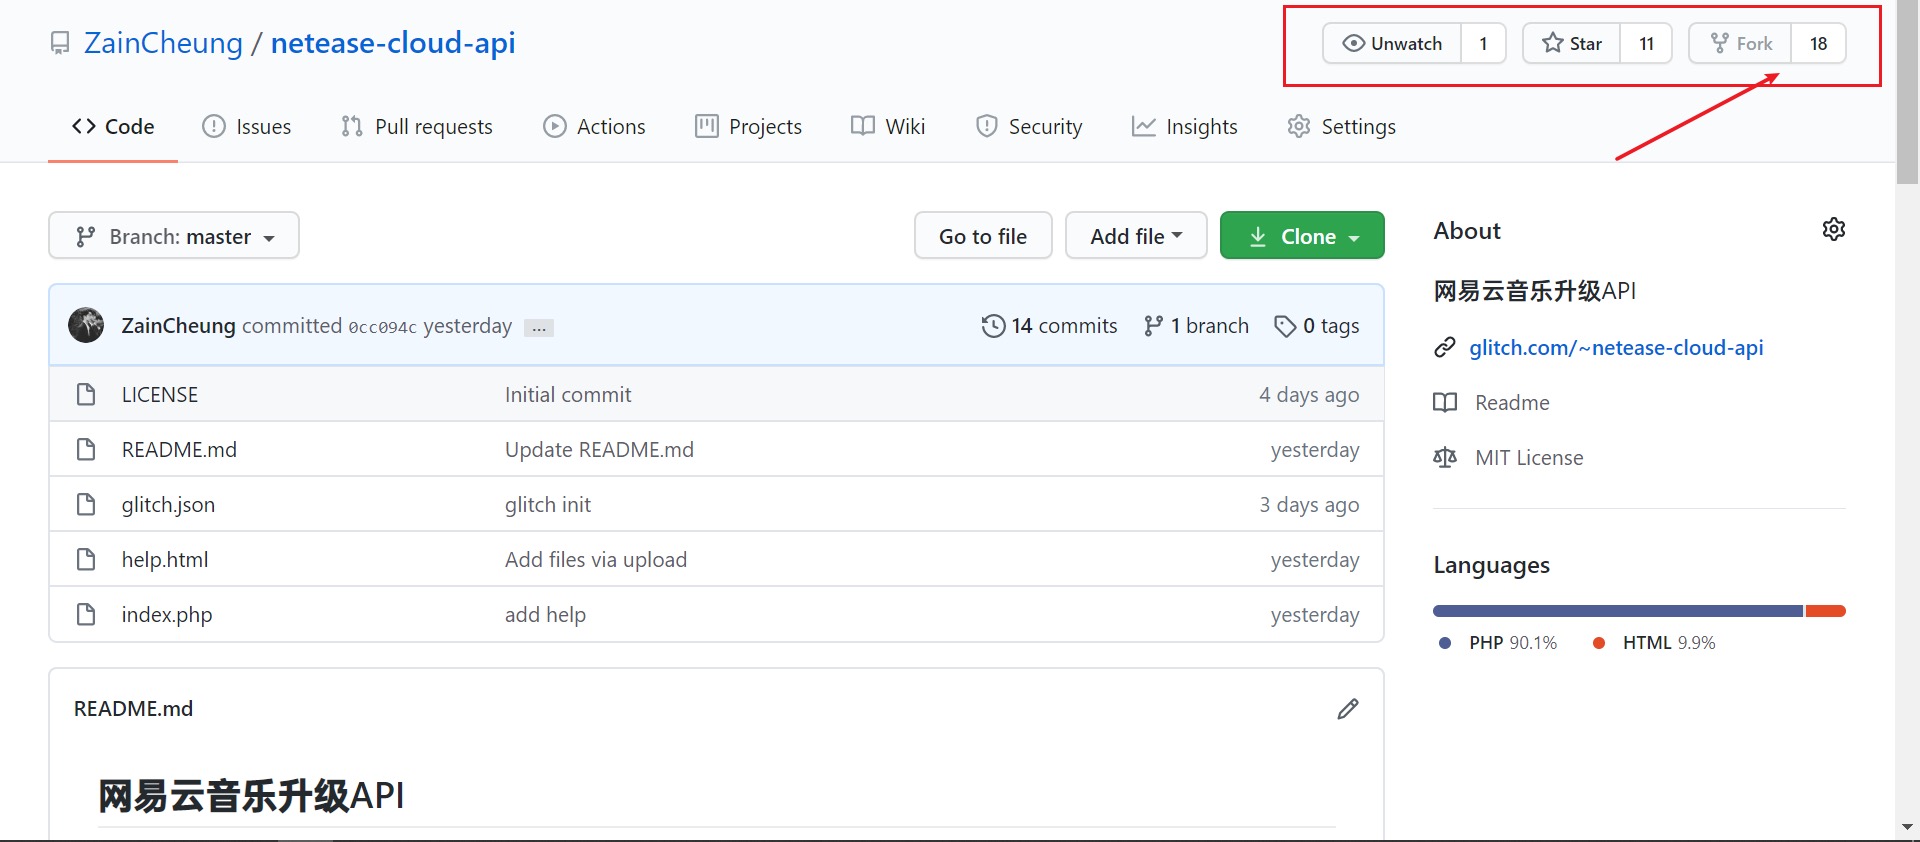 ZainCheung / netease-cloud-api
Unwatch 1 Star 11 Fork 18
Code Issues Pull requests Actions Projects Wiki Security Insights Settings
Branch: master Go to file Add file Clone
ZainCheung committed 0cc094c yesterday ... 14 commits 1 branch 0 tags
LICENSE Initial commit 4 days ago
README.md Update README.md yesterday
glitch.json glitch init 3 days ago
help.html Add files via upload yesterday
index.php add help yesterday
README.md
网易云音乐升级API
About
网易云音乐升级API
glitch.com/~netease-cloud-api
Readme
MIT License
Languages
PHP 90.1% HTML 9.9%